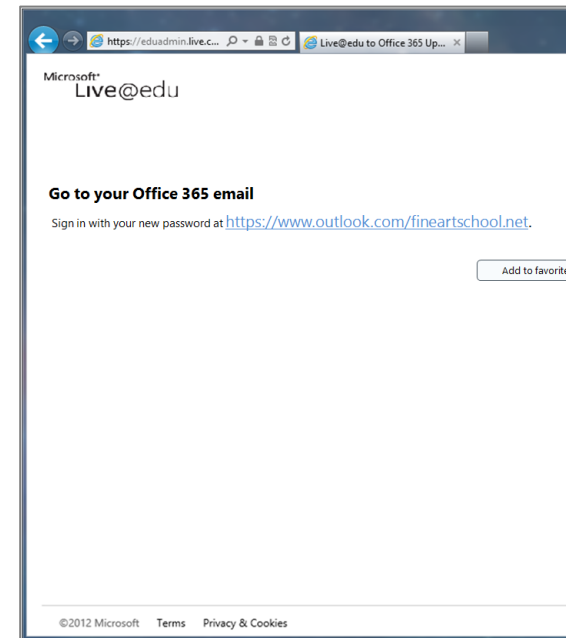 https://eduadmin.live.c...
Live@edu to Office 365 Up...
Microsoft®
Live@edu
Go to your Office 365 email
Sign in with your new password at https://www.outlook.com/fineartschool.net.
Add to favorite
©2012 Microsoft Terms Privacy & Cookies